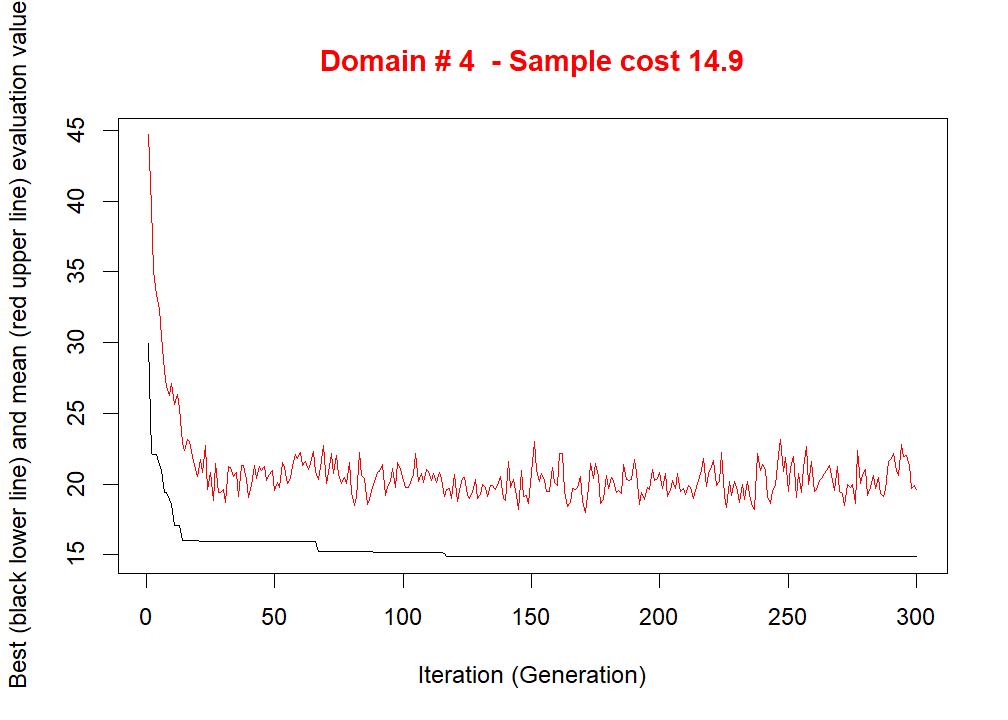 Domain # 4  - Sample cost 14.9
Best (black lower line) and mean (red upper line) evaluation value
45
40
35
30
25
20
15
0 50 100 150 200 250 300
Iteration (Generation)